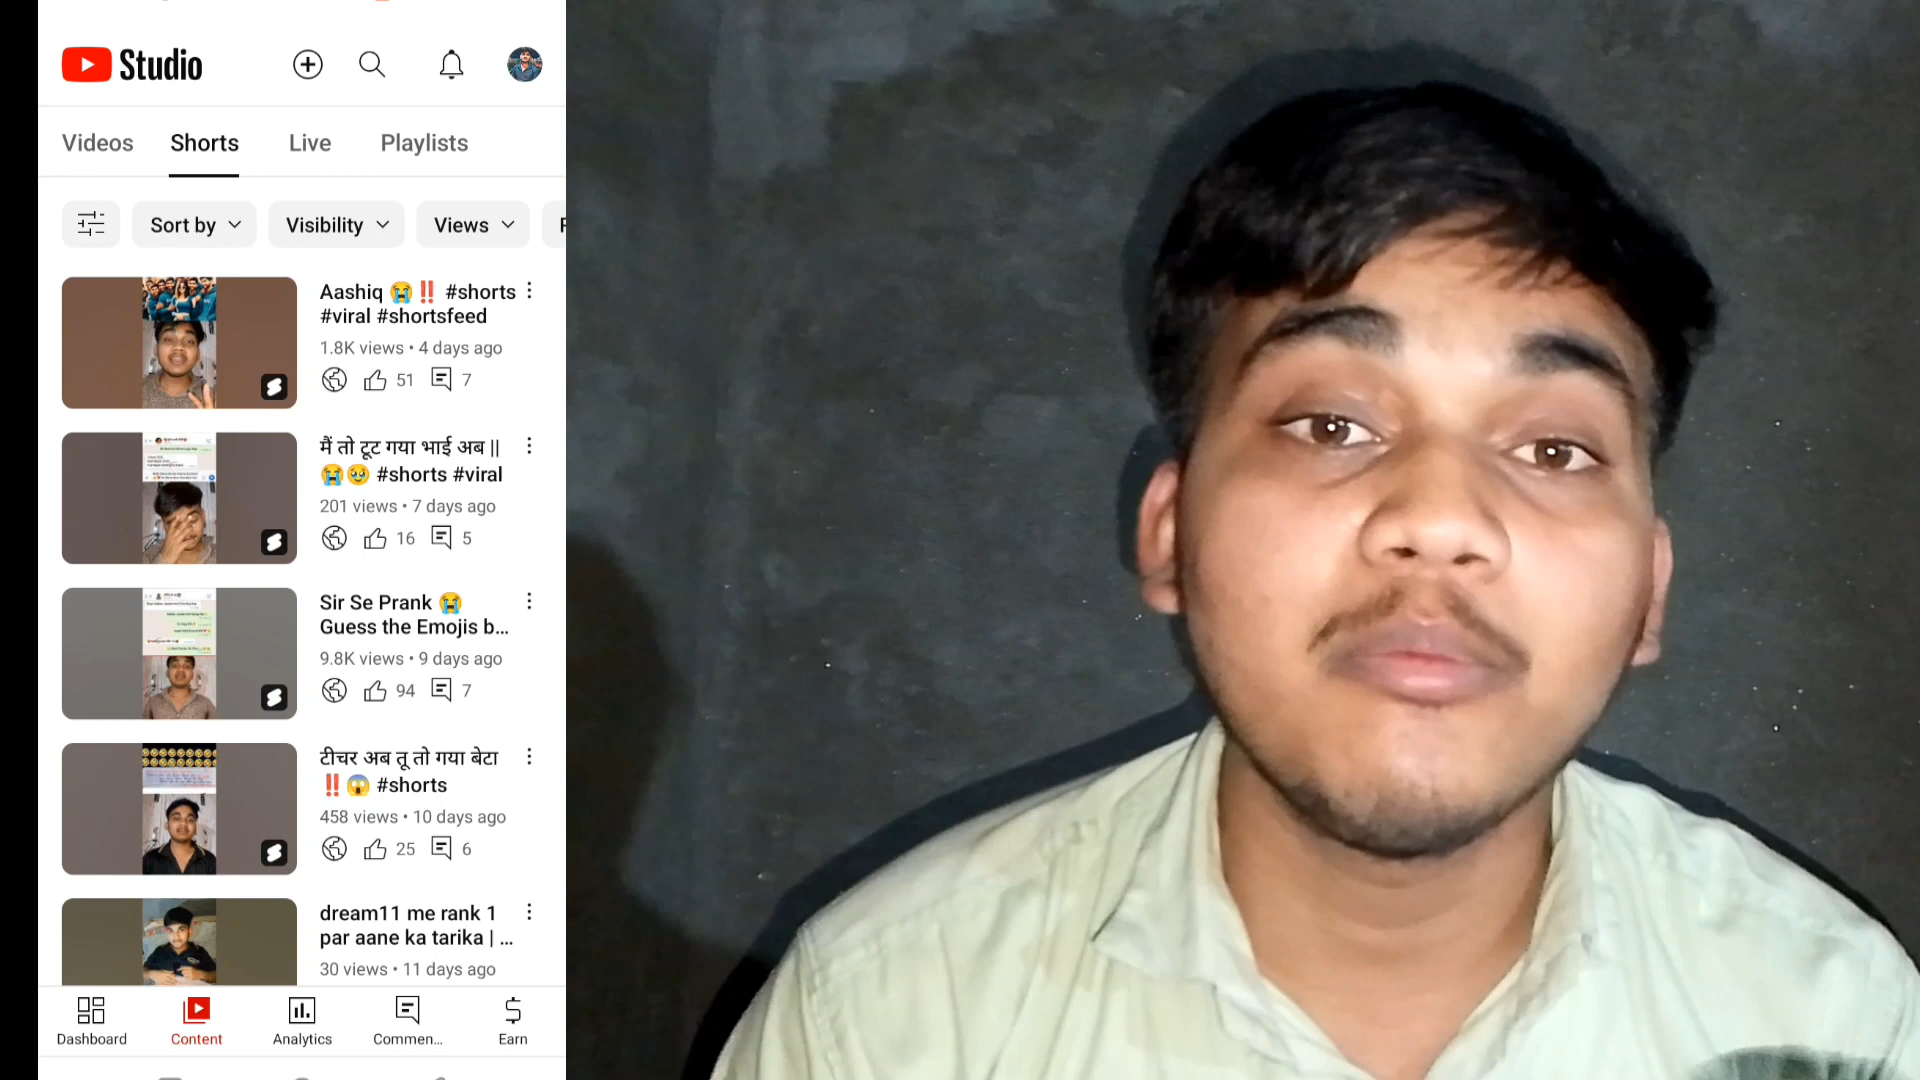 Studio
Videos Shorts Live Playlists
Sort by Visibility Views
Aashiq 😭‼️ #shorts
#viral #shortsfeed
1.8K views • 4 days ago
51 7
मैं तो टूट गया भाई अब ||
😭🥹 #shorts #viral
201 views • 7 days ago
16 5
Sir Se Prank 😭
Guess the Emojis b...
9.8K views • 9 days ago
94 7
टीचर अब तू तो गया बेटा
‼️😱 #shorts
458 views • 10 days ago
25 6
dream11 me rank 1
par aane ka tarika | ...
30 views • 11 days ago
Dashboard Content Analytics Commen... Earn